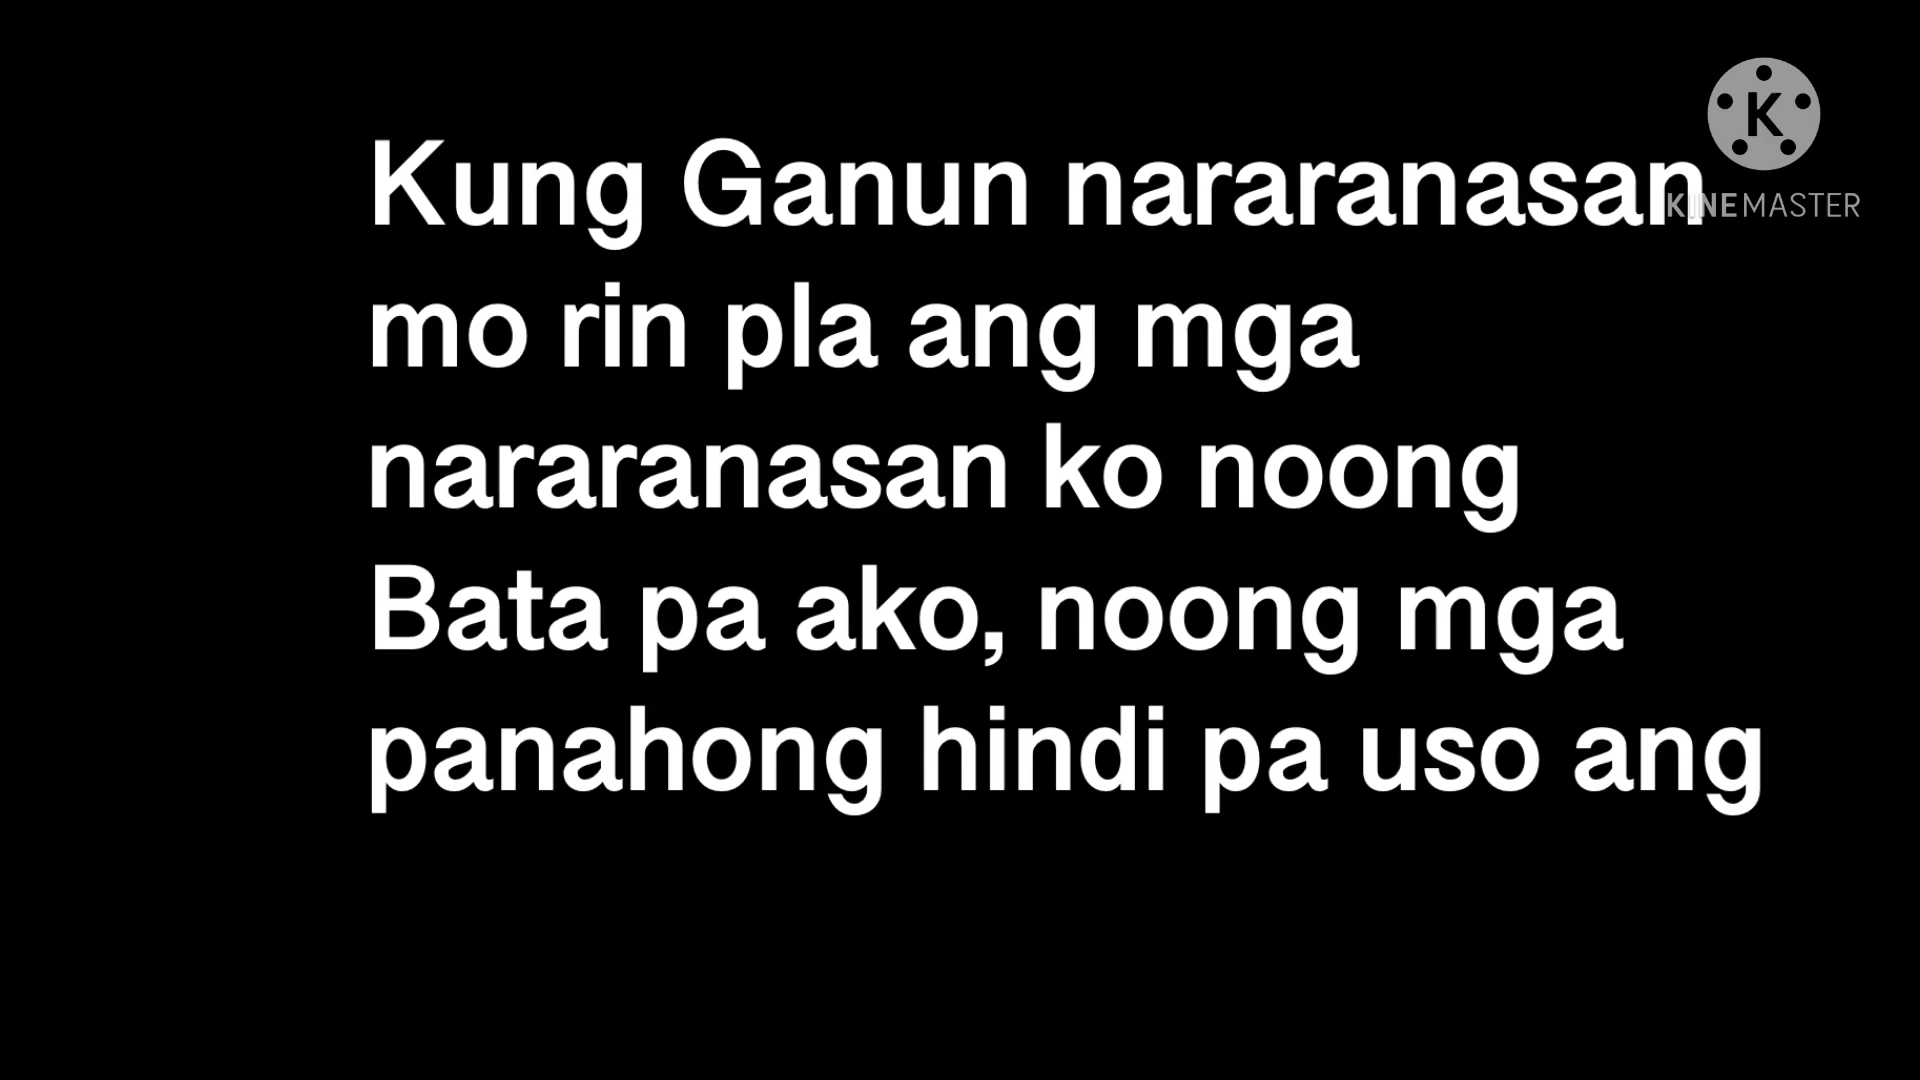 K
KINEMASTER
Kung Ganun nararanasan
mo rin pla ang mga
nararanasan ko noong
Bata pa ako, noong mga
panahong hindi pa uso ang